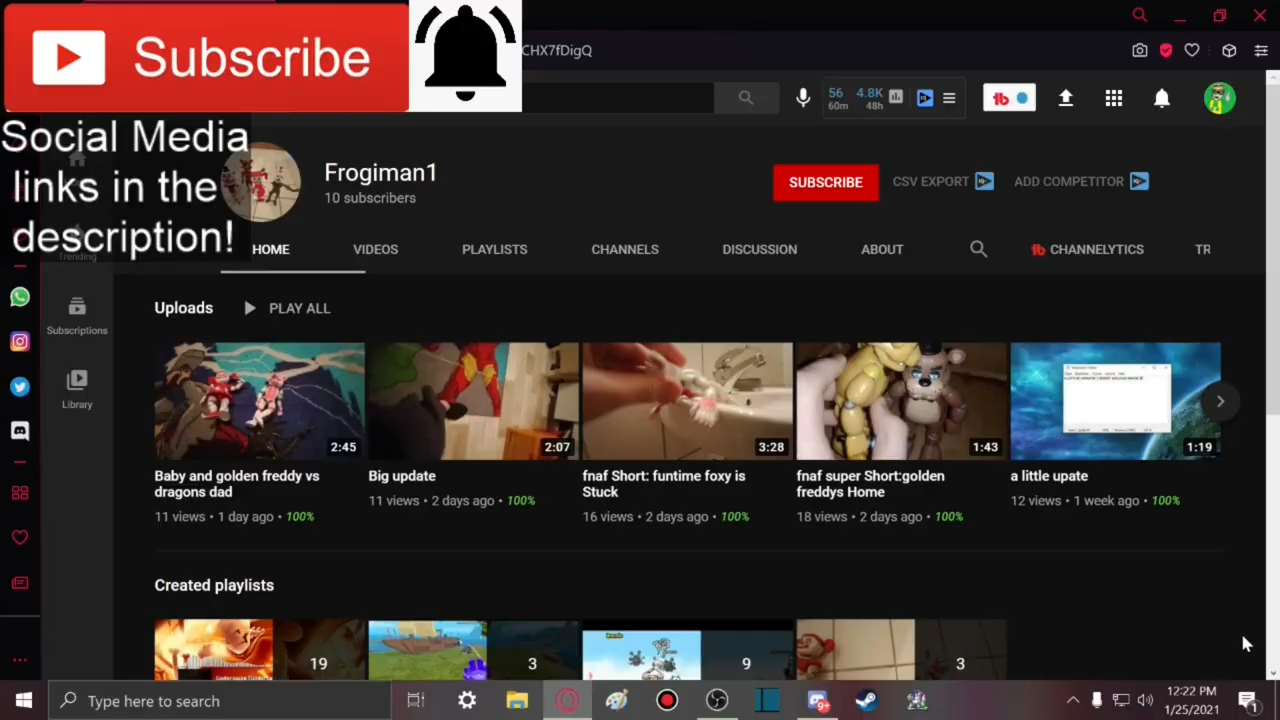 Subscribe
CHX7fDigQ
Social Media
links in the
description!
56
60m
4.8K
48h
Frogiman1
10 subscribers
SUBSCRIBE
CSV EXPORT
ADD COMPETITOR
HOME
VIDEOS
PLAYLISTS
CHANNELS
DISCUSSION
ABOUT
CHANNELYTICS
TR
Trending
Subscriptions
Library
Uploads
PLAY ALL
2:45
2:07
3:28
1:43
1:19
Baby and golden freddy vs
dragons dad
11 views • 1 day ago • 100%
Big update
11 views • 2 days ago • 100%
fnaf Short: funtime foxy is
Stuck
16 views • 2 days ago • 100%
fnaf super Short:golden
freddys Home
18 views • 2 days ago • 100%
a little upate
12 views • 1 week ago • 100%
Created playlists
19
3
9
3
Type here to search
9+
12:22 PM
1/25/2021
1